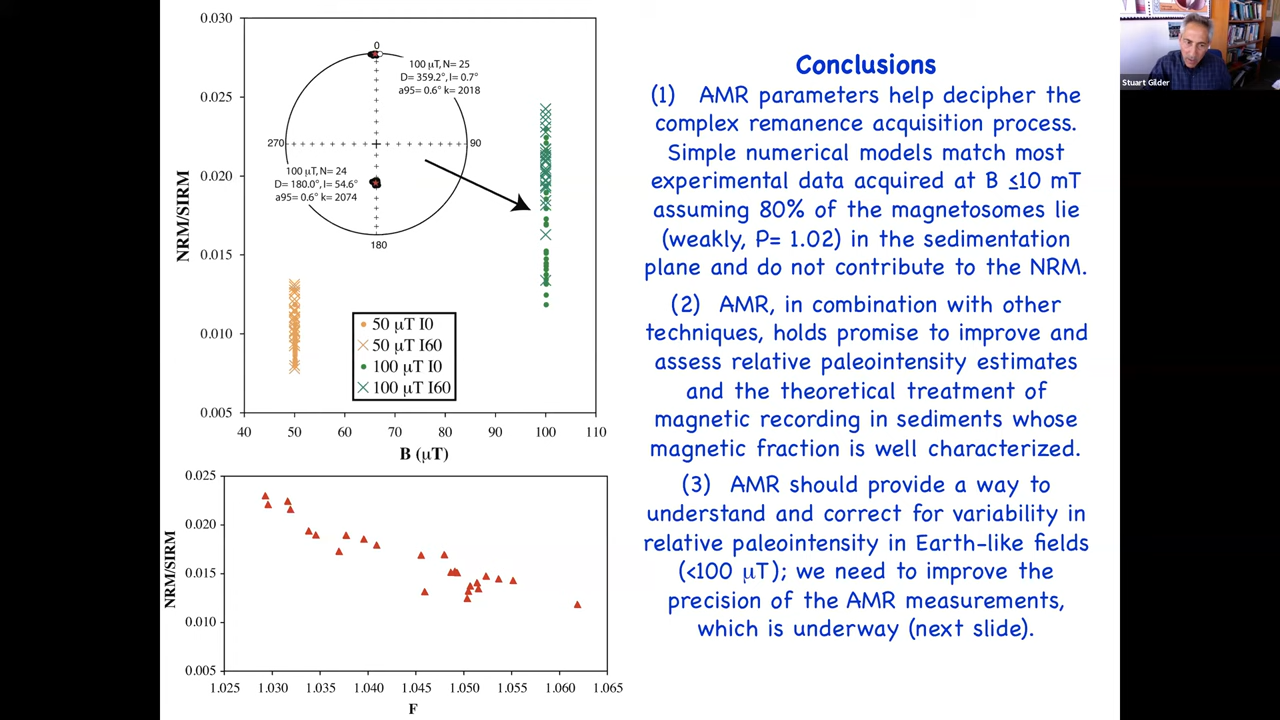 0.030
0.025
0.020
0.015
0.010
0.005
NRM/SIRM
40 50 60 70 80 90 100 110
B (μT)
0
90
180
270
100 μT, N= 25
D= 359.2°, I= 0.7°
a95= 0.6° k= 2018
100 μT, N= 24
D= 180.0°, I= 54.6°
a95= 0.6° k= 2074
50 μT I0
50 μT I60
100 μT I0
100 μT I60
0.025
0.020
0.015
0.010
0.005
NRM/SIRM
1.025 1.030 1.035 1.040 1.045 1.050 1.055 1.060 1.065
F
Conclusions
(1) AMR parameters help decipher the
complex remanence acquisition process.
Simple numerical models match most
experimental data acquired at B ≤10 mT
assuming 80% of the magnetosomes lie
(weakly, P= 1.02) in the sedimentation
plane and do not contribute to the NRM.
(2) AMR, in combination with other
techniques, holds promise to improve and
assess relative paleointensity estimates
and the theoretical treatment of
magnetic recording in sediments whose
magnetic fraction is well characterized.
(3) AMR should provide a way to
understand and correct for variability in
relative paleointensity in Earth-like fields
(<100 μT); we need to improve the
precision of the AMR measurements,
which is underway (next slide).
Stuart Gilder